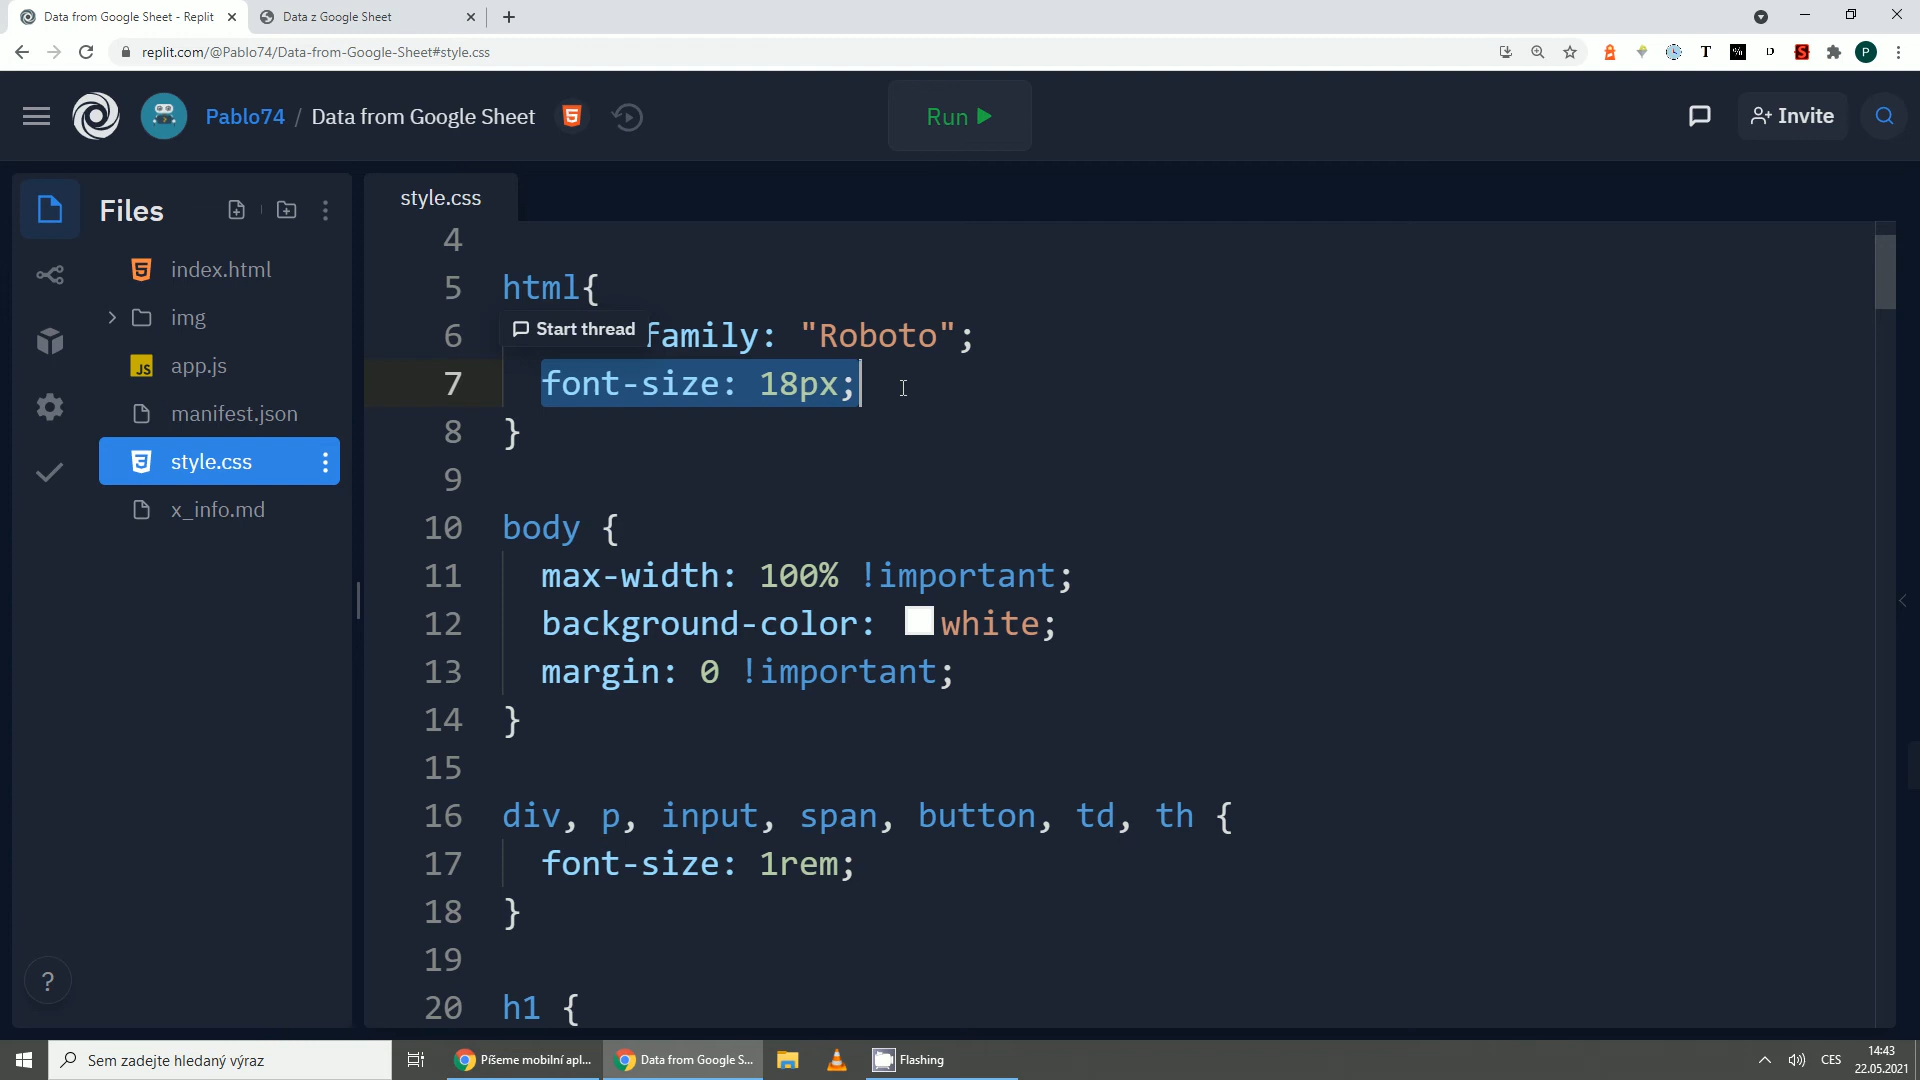 Data from Google Sheet - Replit
Data z Google Sheet
replit.com/@Pablo74/Data-from-Google-Sheet#style.css
T
S
P
Pablo74 / Data from Google Sheet
Run
Invite
Files
index.html
img
app.js
manifest.json
style.css
x_info.md
style.css
4
5 html{
Start thread
6 family: "Roboto";
7 font-size: 18px;
8 }
9
10 body {
11 max-width: 100% !important;
12 background-color: white;
13 margin: 0 !important;
14 }
15
16 div, p, input, span, button, td, th {
17 font-size: 1rem;
18 }
19
20 h1 {
?
Sem zadejte hledaný výraz
Píšeme mobilní apl...
Data from Google S...
Flashing
CES
14:43
22.05.2021